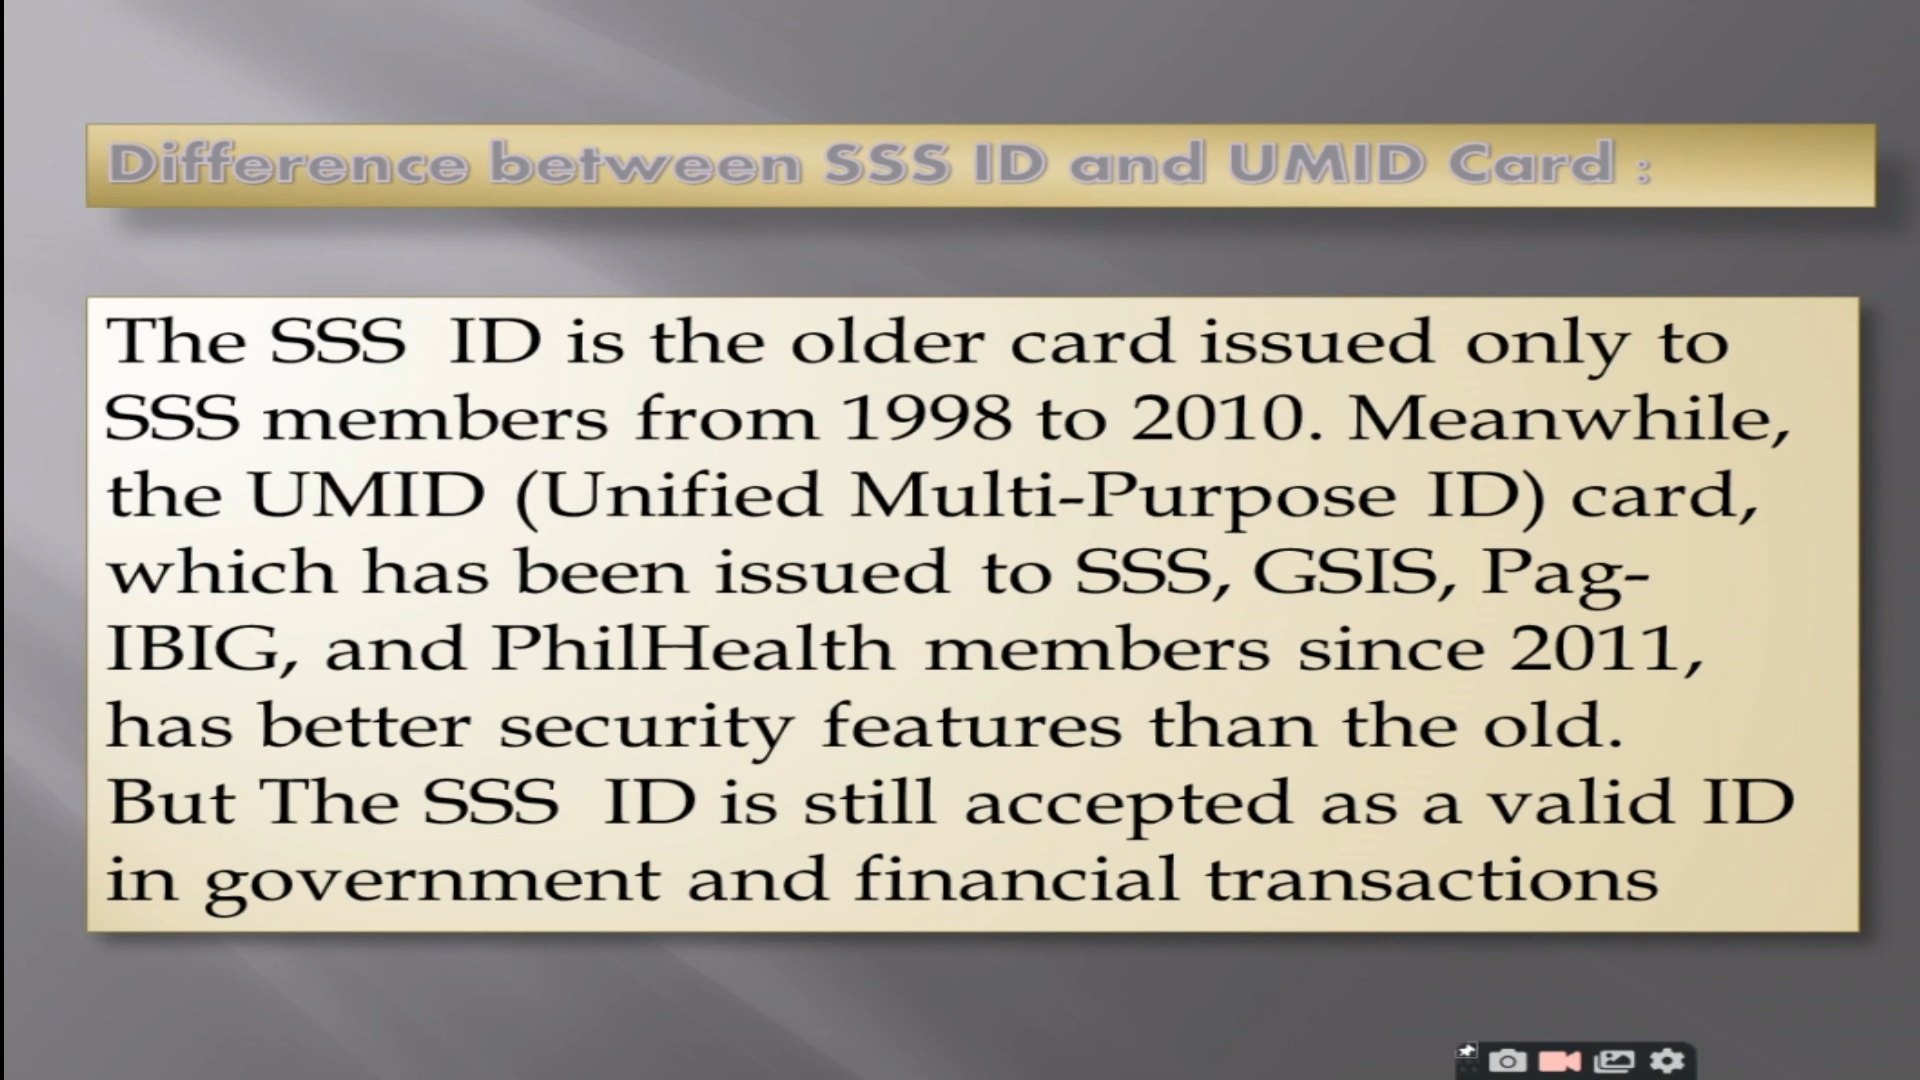 Difference between SSS ID and UMID Card :
The SSS  ID is the older card issued only to
SSS members from 1998 to 2010. Meanwhile,
the UMID (Unified Multi-Purpose ID) card,
which has been issued to SSS, GSIS, Pag-
IBIG, and PhilHealth members since 2011,
has better security features than the old.
But The SSS  ID is still accepted as a valid ID
in government and financial transactions